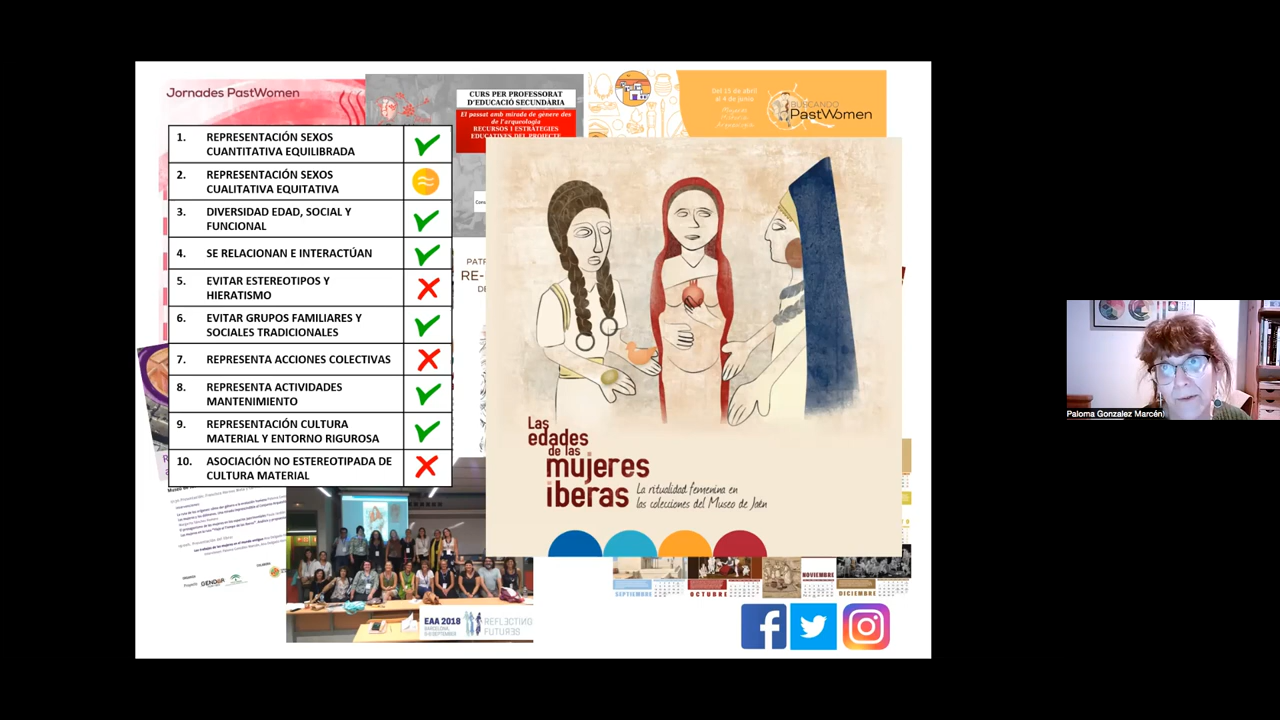 Jornades PastWomen
1. REPRESENTACIÓN SEXOS
CUANTITATIVA EQUILIBRADA
2. REPRESENTACIÓN SEXOS
CUALITATIVA EQUITATIVA
3. DIVERSIDAD EDAD, SOCIAL Y
FUNCIONAL
4. SE RELACIONAN E INTERACTÚAN
5. EVITAR ESTEREOTIPOS Y
HIERATISMO
6. EVITAR GRUPOS FAMILIARES Y
SOCIALES TRADICIONALES
7. REPRESENTA ACCIONES COLECTIVAS
8. REPRESENTA ACTIVIDADES
MANTENIMIENTO
9. REPRESENTACIÓN CULTURA
MATERIAL Y ENTORNO RIGUROSA
10. ASOCIACIÓN NO ESTEREOTIPADA DE
CULTURA MATERIAL
CURS PER PROFESSORAT
D'EDUCACIÓ SECUNDÀRIA
El passat amb mirada de gènere des
de l'arqueologia
RECURSOS I ESTRATÈGIES
EDUCATIVES DEL PROJECTE
Del 15 de abril
al 4 de junio
BUSCANDO
PastWomen
PATR
RE-
DE
Las
edades
de las
mujeres
iberas
La ritualidad femenina en
las colecciones del Museo de Jaén
EAA 2018
BARCELONA
REFLECTING
FUTURES
GENDAR
SEPTIEMBRE
OCTUBRE
NOVIEMBRE
DICIEMBRE
Paloma Gonzalez Marcén